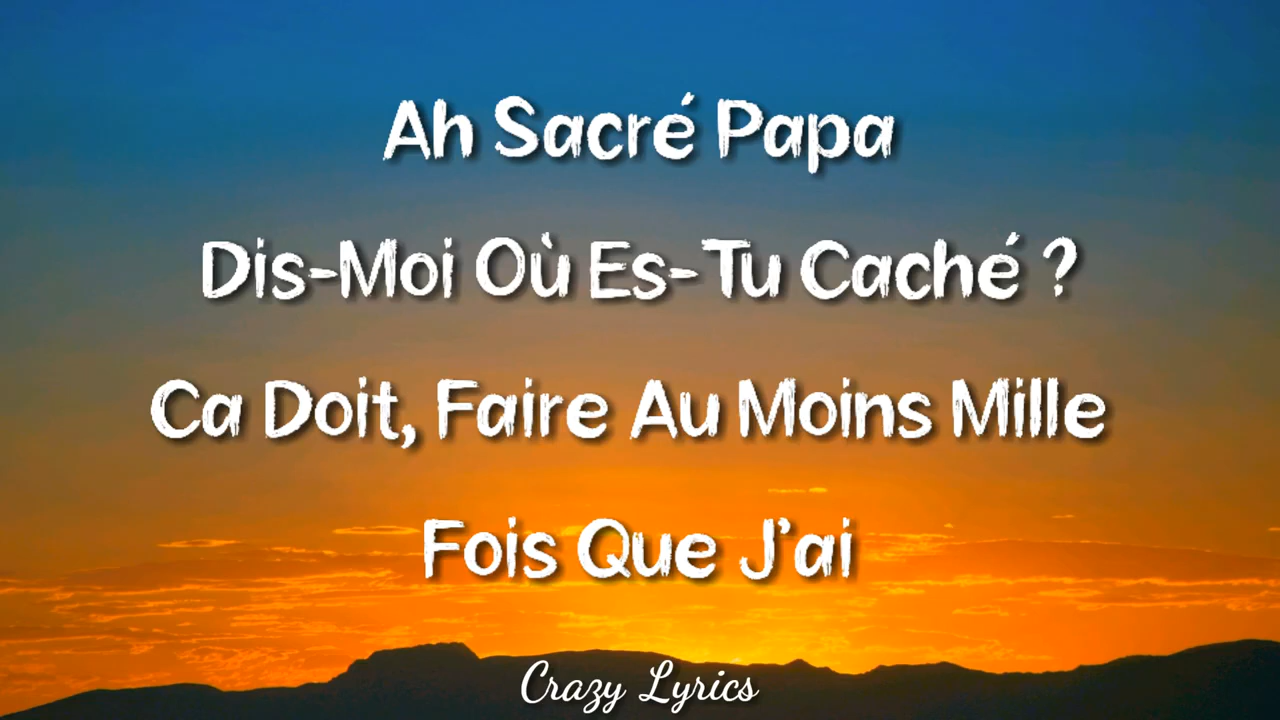 Ah Sacré Papa
Dis-Moi Où Es-Tu Caché ?
Ca Doit, Faire Au Moins Mille
Fois Que J'ai
Crazy Lyrics